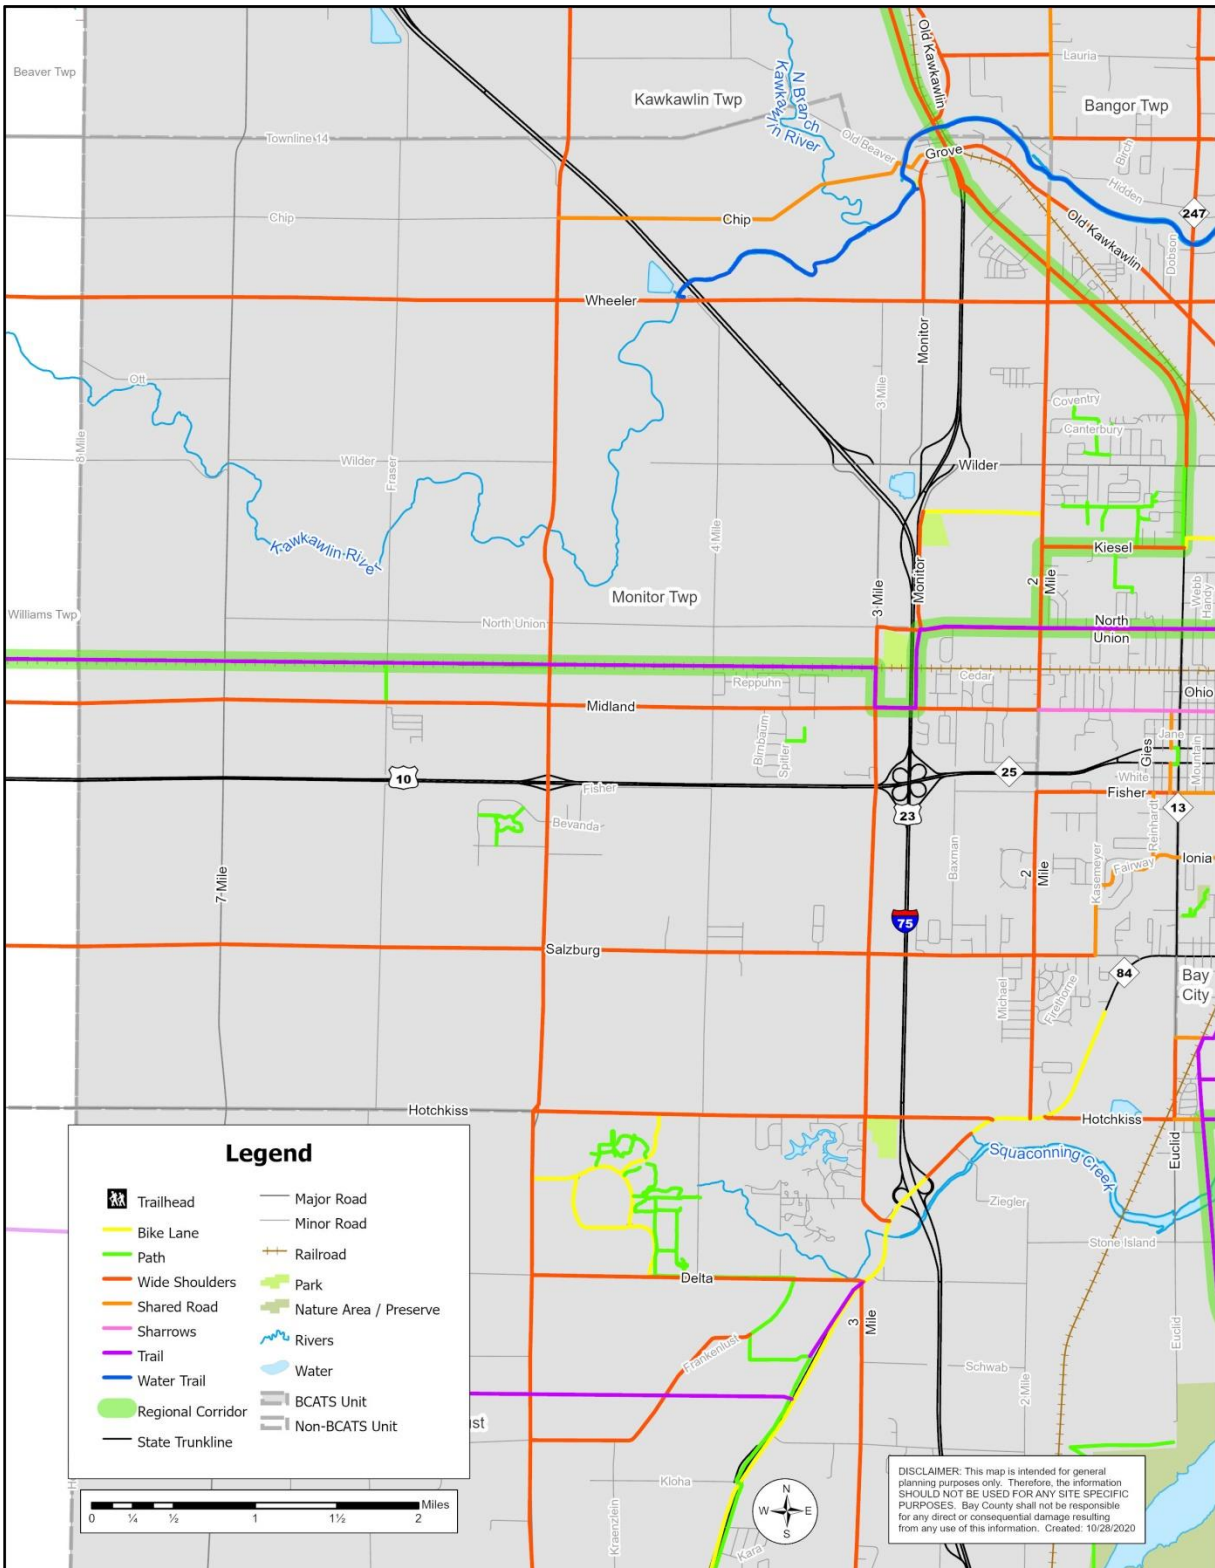 Old Kawkawlin
Lauria
Beaver Twp
Kawkawlin Twp
N Branch
Kawkawlin River
Bangor Twp
Townline 14
Old Beaver
Grove
Birch
Hidden
Chip
Chip
247
Old Kawkawlin
Dobson
Wheeler
Monitor
Ott
3 Mile
Coventry
Canterbury
8 Mile
Wilder
Fraser
Wilder
4 Mile
Kawkawlin River
Kiesel
Monitor Twp
3 Mile
Monitor
2
Mile
Webb
Handy
Williams Twp
North Union
North
Union
Reppuhn
Cedar
Ohio
Midland
Birnbaum
Spitler
Gies
Jane
Mountain
10
Fisher
25
White
Fisher
23
13
Bevanda
Reinhardt
Baxman
2
Mile
Kasemeyer
Fairway
Ionia
7 Mile
75
Salzburg
84
Bay
City
Michael
Firethorne
Hotchkiss
Hotchkiss
Squaconning Creek
Euclid
Ziegler
Stone Island
Delta
3
Mile
Frankenlust
Schwab
2 Mile
Euclid
ust
Kloha
Kraenzlein
Kara
Legend
Trailhead
Bike Lane
Path
Wide Shoulders
Shared Road
Sharrows
Trail
Water Trail
Regional Corridor
State Trunkline
Major Road
Minor Road
Railroad
Park
Nature Area / Preserve
Rivers
Water
BCATS Unit
Non-BCATS Unit
Miles
0 ¼ ½ 1 1½ 2
N
W E
S
DISCLAIMER: This map is intended for general
planning purposes only. Therefore, the information
SHOULD NOT BE USED FOR ANY SITE SPECIFIC
PURPOSES. Bay County shall not be responsible
for any direct or consequential damage resulting
from any use of this information. Created: 10/28/2020